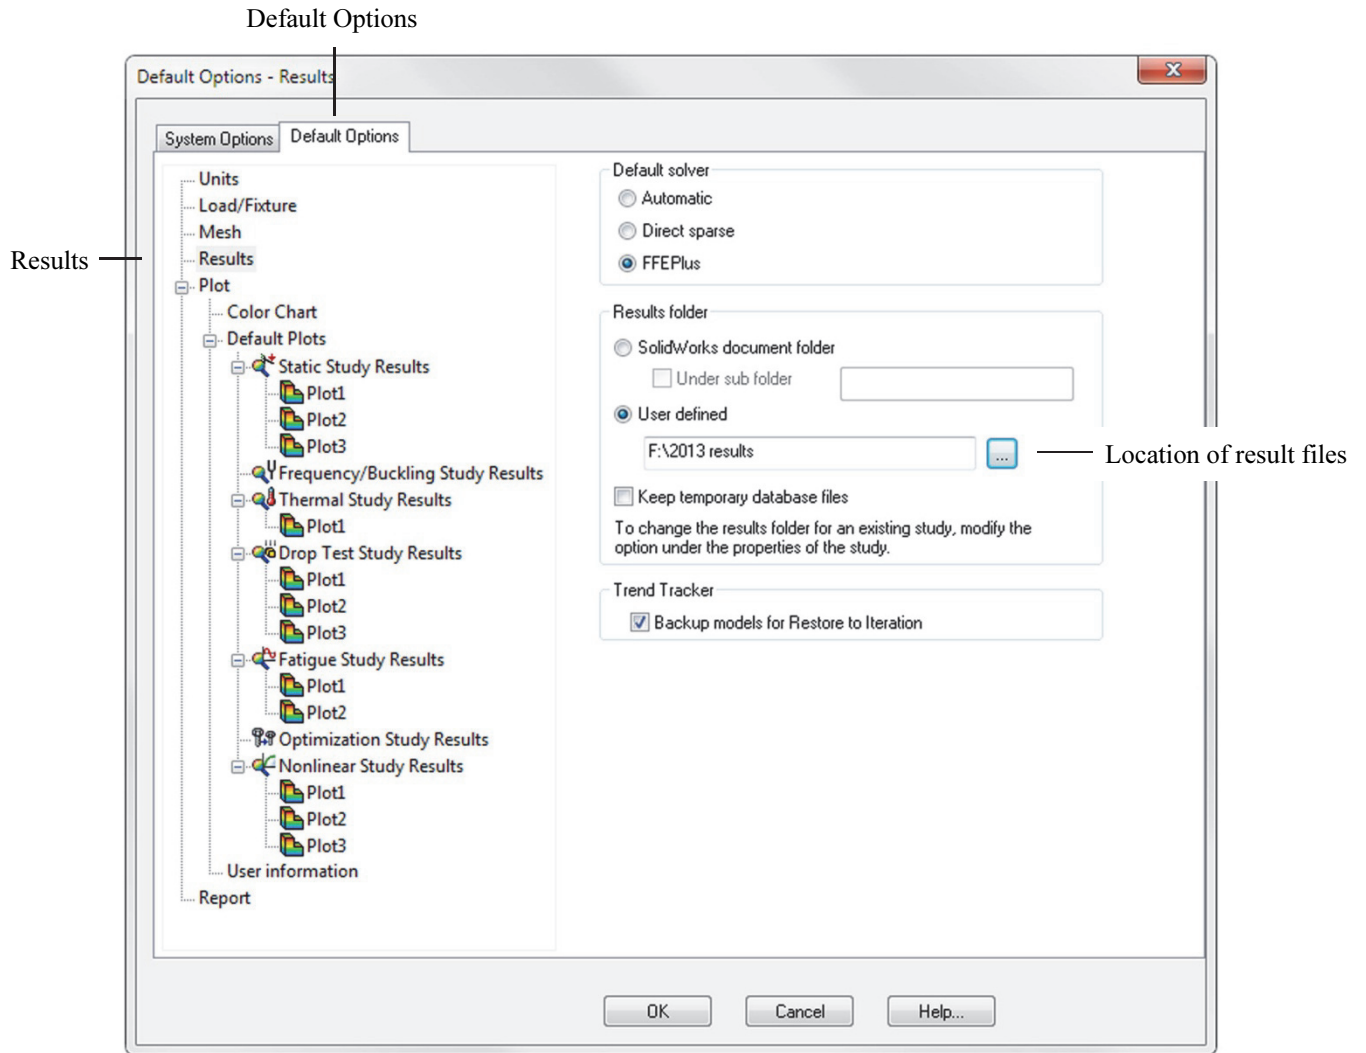 Default Options
Default Options - Results
System Options
Default Options
Units
Load/Fixture
Mesh
Results
Results
Plot
Color Chart
Default Plots
Static Study Results
Plot1
Plot2
Plot3
Frequency/Buckling Study Results
Thermal Study Results
Plot1
Drop Test Study Results
Plot1
Plot2
Plot3
Fatigue Study Results
Plot1
Plot2
Optimization Study Results
Nonlinear Study Results
Plot1
Plot2
Plot3
User information
Report
Default solver
Automatic
Direct sparse
FFEPlus
Results folder
SolidWorks document folder
Under sub folder
User defined
F:\2013 results
...
Location of result files
Keep temporary database files
To change the results folder for an existing study, modify the
option under the properties of the study.
Trend Tracker
Backup models for Restore to Iteration
OK
Cancel
Help...